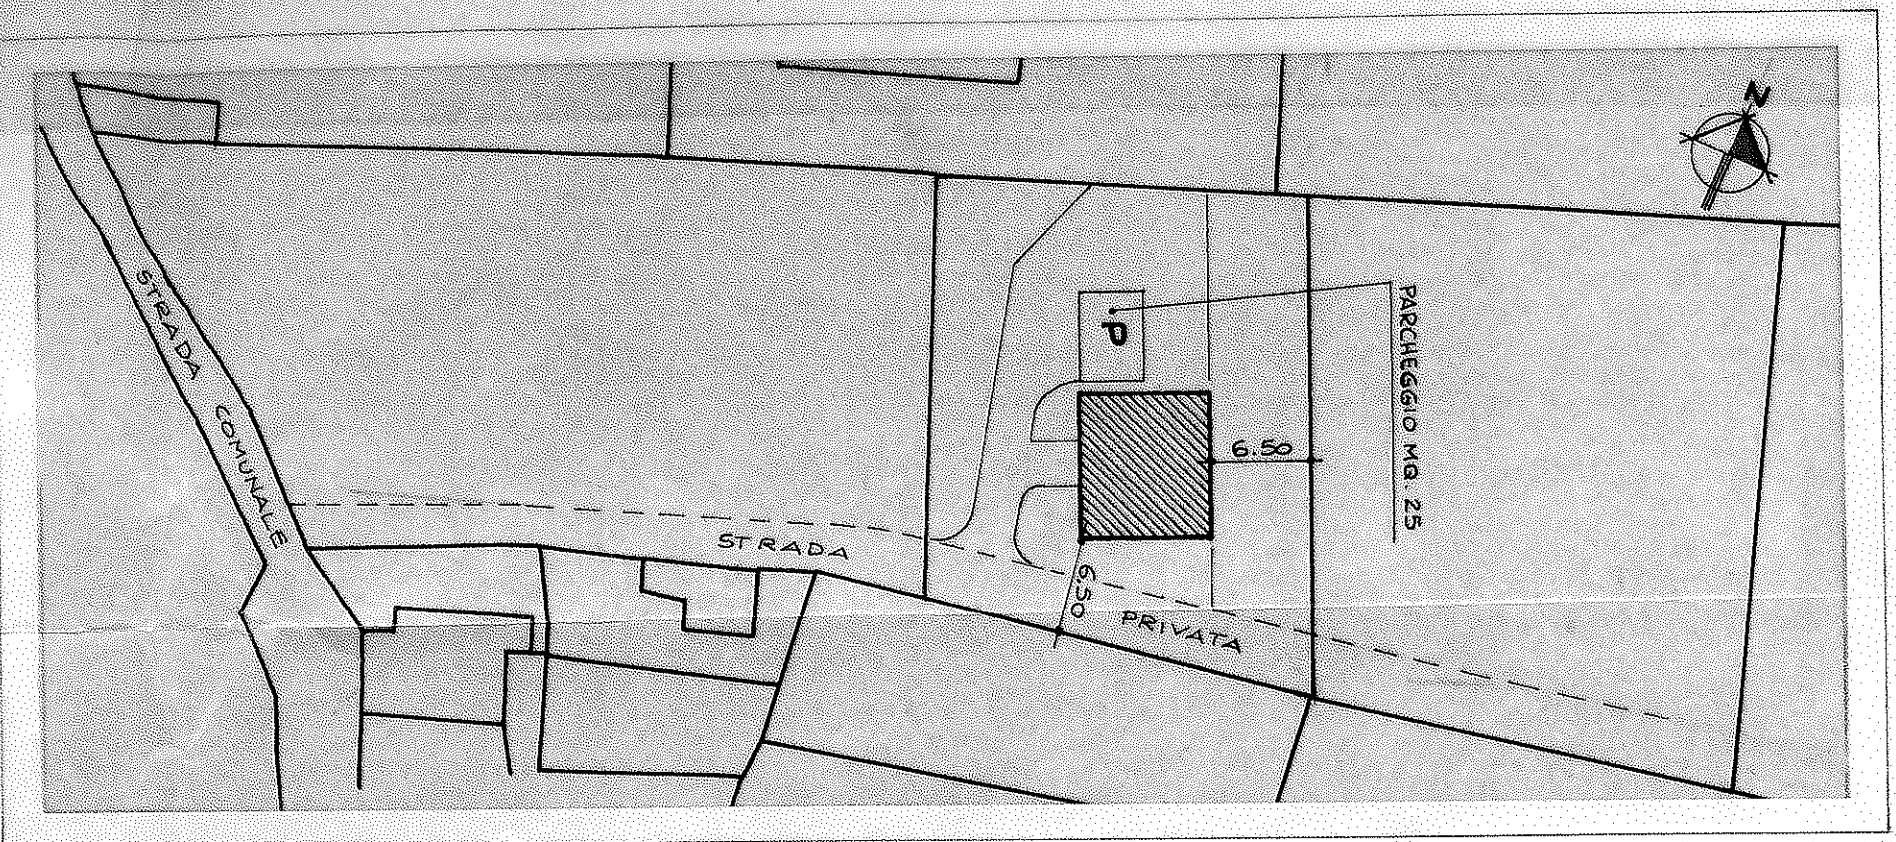 N
STRADA COMUNALE
P
PARCHEGGIO MQ. 25
6.50
STRADA PRIVATA
6.50